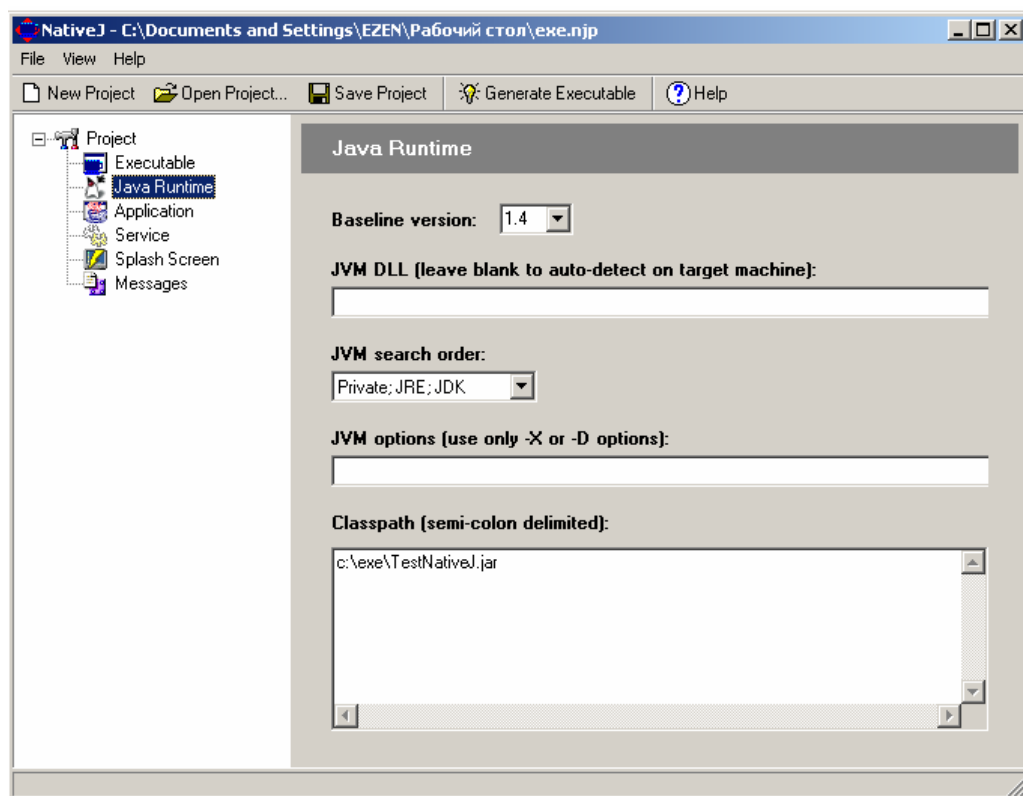 NativeJ - C:\Documents and Settings\EZEN\Рабочий стол\exe.njp
File View Help
New Project Open Project... Save Project Generate Executable Help
Project
Executable
Java Runtime
Application
Service
Splash Screen
Messages
Java Runtime
Baseline version: 1.4
JVM DLL (leave blank to auto-detect on target machine):
JVM search order:
Private; JRE; JDK
JVM options (use only -X or -D options):
Classpath (semi-colon delimited):
c:\exe\TestNativeJ.jar